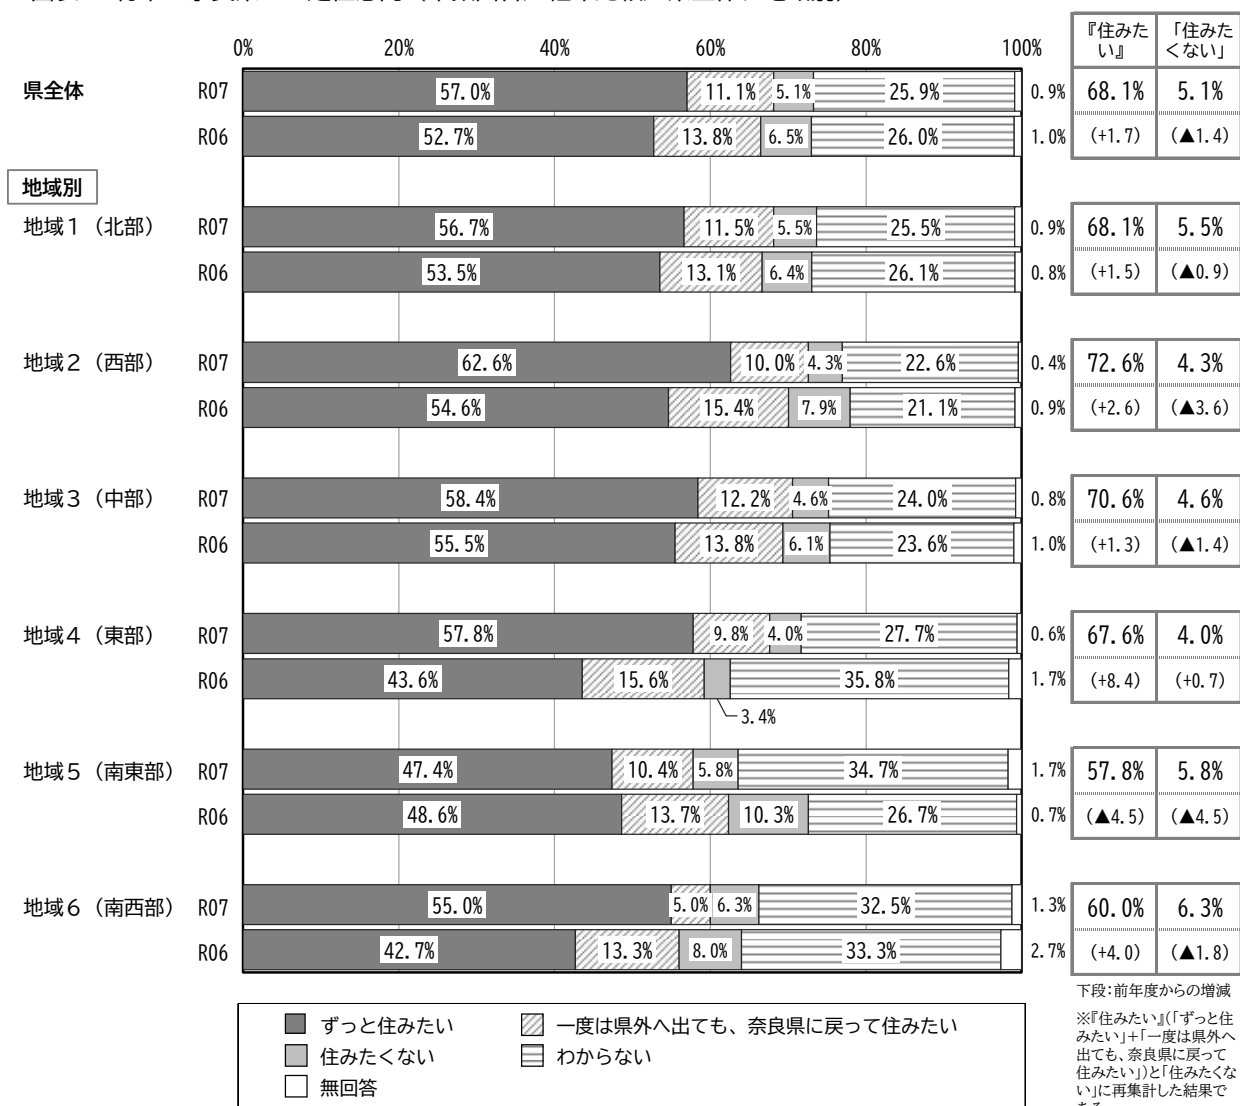 0% 20% 40% 60% 80% 100%
『住みたい』 「住みたくない」
県全体 R07 57.0% 11.1% 5.1% 25.9% 0.9% 68.1% 5.1%
R06 52.7% 13.8% 6.5% 26.0% 1.0% (+1.7) (▲1.4)
地域別
地域1(北部) R07 56.7% 11.5% 5.5% 25.5% 0.9% 68.1% 5.5%
R06 53.5% 13.1% 6.4% 26.1% 0.8% (+1.5) (▲0.9)
地域2(西部) R07 62.6% 10.0% 4.3% 22.6% 0.4% 72.6% 4.3%
R06 54.6% 15.4% 7.9% 21.1% 0.9% (+2.6) (▲3.6)
地域3(中部) R07 58.4% 12.2% 4.6% 24.0% 0.8% 70.6% 4.6%
R06 55.5% 13.8% 6.1% 23.6% 1.0% (+1.3) (▲1.4)
地域4(東部) R07 57.8% 9.8% 4.0% 27.7% 0.6% 67.6% 4.0%
R06 43.6% 15.6% 35.8% 1.7% (+8.4) (+0.7)
3.4%
地域5(南東部) R07 47.4% 10.4% 5.8% 34.7% 1.7% 57.8% 5.8%
R06 48.6% 13.7% 10.3% 26.7% 0.7% (▲4.5) (▲4.5)
地域6(南西部) R07 55.0% 5.0% 6.3% 32.5% 1.3% 60.0% 6.3%
R06 42.7% 13.3% 8.0% 33.3% 2.7% (+4.0) (▲1.8)
ずっと住みたい 一度は県外へ出ても、奈良県に戻って住みたい
住みたくない わからない
無回答
下段:前年度からの増減
※『住みたい』(「ずっと住
みたい」+「一度は県外へ
出ても、奈良県に戻って
住みたい」)と「住みたくな
い」に再集計した結果で